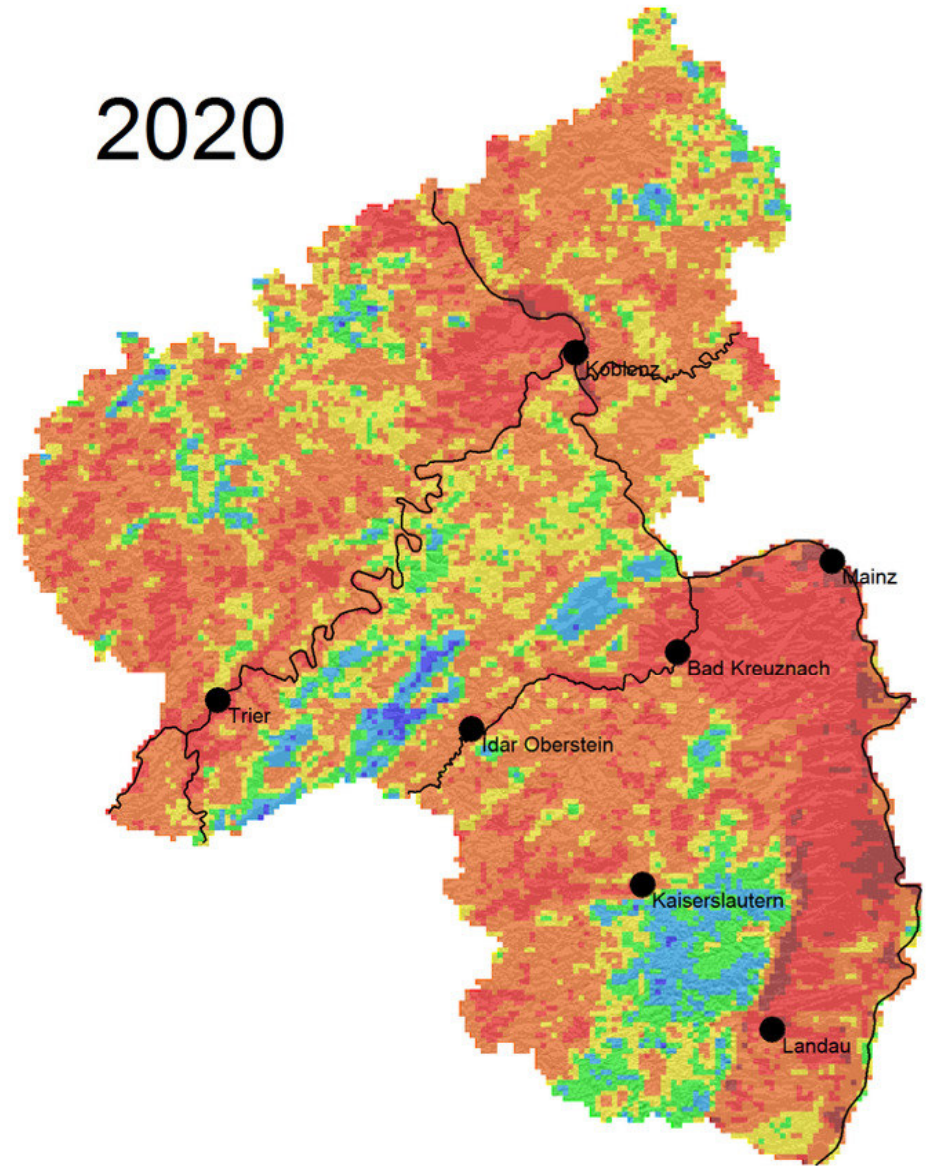 2020
Koblenz
Mainz
Bad Kreuznach
Trier
Idar Oberstein
Kaiserslautern
Landau